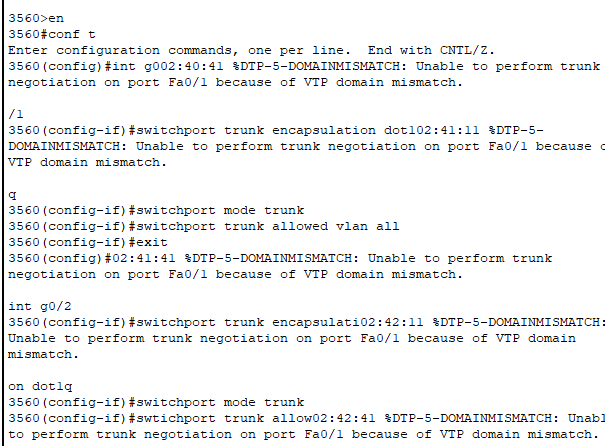 3560>en
3560#conf t
Enter configuration commands, one per line.  End with CNTL/Z.
3560(config)#int g002:40:41 %DTP-5-DOMAINMISMATCH: Unable to perform trunk
negotiation on port Fa0/1 because of VTP domain mismatch.
/1
3560(config-if)#switchport trunk encapsulation dot102:41:11 %DTP-5-
DOMAINMISMATCH: Unable to perform trunk negotiation on port Fa0/1 because
VTP domain mismatch.
q
3560(config-if)#switchport mode trunk
3560(config-if)#switchport trunk allowed vlan all
3560(config-if)#exit
3560(config)#02:41:41 %DTP-5-DOMAINMISMATCH: Unable to perform trunk
negotiation on port Fa0/1 because of VTP domain mismatch.
int g0/2
3560(config-if)#switchport trunk encapsulati02:42:11 %DTP-5-DOMAINMISMATCH:
Unable to perform trunk negotiation on port Fa0/1 because of VTP domain
mismatch.
on dot1q
3560(config-if)#switchport mode trunk
3560(config-if)#swtichport trunk allow02:42:41 %DTP-5-DOMAINMISMATCH: Unabl
to perform trunk negotiation on port Fa0/1 because of VTP domain mismatch.